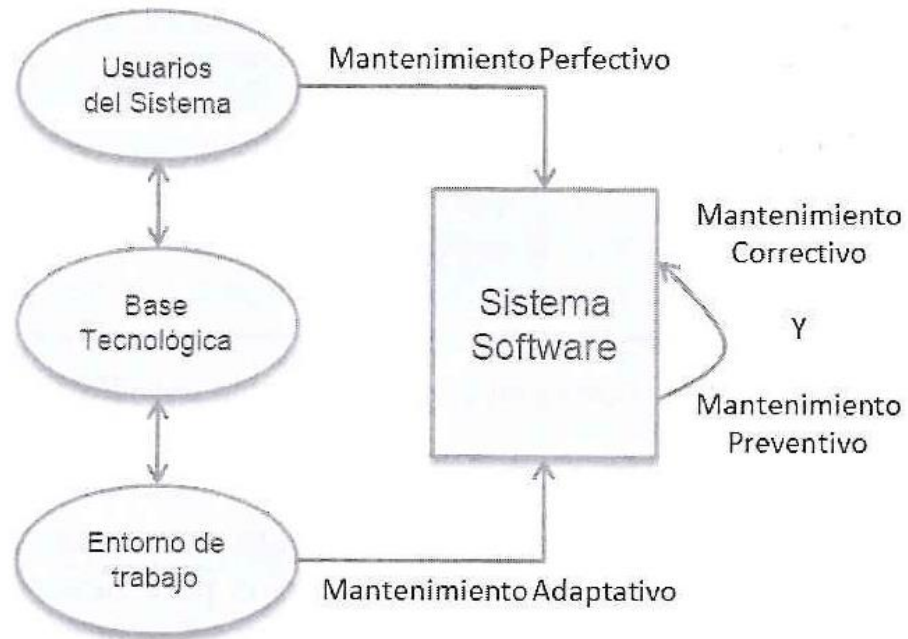 Usuarios
del Sistema
Mantenimiento Perfectivo
Base
Tecnológica
Sistema
Software
Mantenimiento
Correctivo
Y
Mantenimiento
Preventivo
Entorno de
trabajo
Mantenimiento Adaptativo